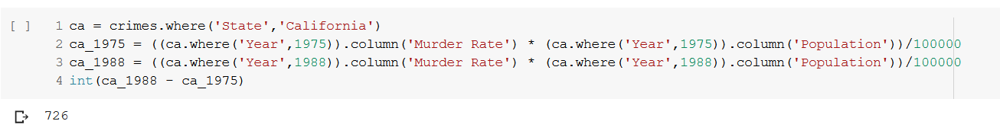 [ ] 1 ca = crimes.where('State','California')
2 ca_1975 = ((ca.where('Year',1975)).column('Murder Rate') * (ca.where('Year',1975)).column('Population'))/100000
3 ca_1988 = ((ca.where('Year',1988)).column('Murder Rate') * (ca.where('Year',1988)).column('Population'))/100000
4 int(ca_1988 - ca_1975)
726